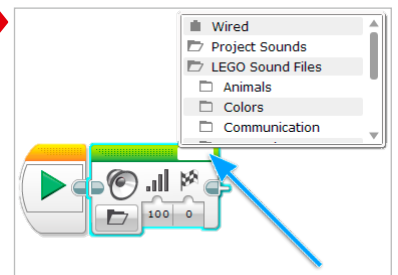 Wired
Project Sounds
LEGO Sound Files
Animals
Colors
Communication
100 0